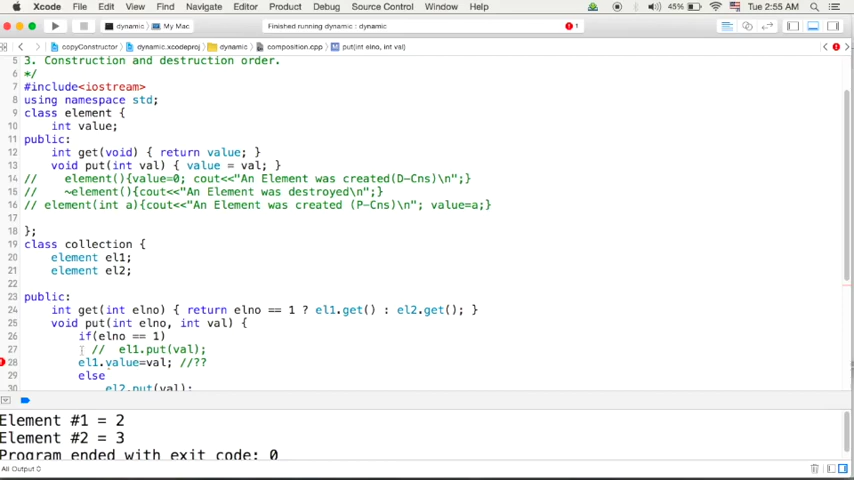 Xcode File Edit View Find Navigate Editor Product Debug Source Control Window Help 45% Tue 2:55 AM
dynamic My Mac Finished running dynamic : dynamic 1
copyConstructor dynamic.xcodeproj dynamic composition.cpp put(int elno, int val)
5 3. Construction and destruction order.
6 */
7 #include<iostream>
8 using namespace std;
9 class element {
10 int value;
11 public:
12 int get(void) { return value; }
13 void put(int val) { value = val; }
14 // element(){value=0; cout<<"An Element was created(D-Cns)\n";}
15 // ~element(){cout<<"An Element was destroyed\n";}
16 // element(int a){cout<<"An Element was created (P-Cns)\n"; value=a;}
17
18 };
19 class collection {
20 element el1;
21 element el2;
22
23 public:
24 int get(int elno) { return elno == 1 ? el1.get() : el2.get(); }
25 void put(int elno, int val) {
26 if(elno == 1)
27 // el1.put(val);
28 el1.value=val; //??
29 else
30 el2.put(val);
Element #1 = 2
Element #2 = 3
Program ended with exit code: 0
All Output